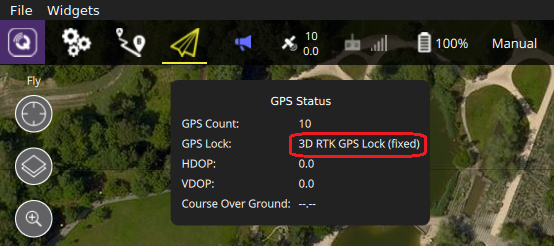 File Widgets
10
0.0
100%
Manual
Fly
GPS Status
GPS Count: 10
GPS Lock: 3D RTK GPS Lock (fixed)
HDOP: 0.0
VDOP: 0.0
Course Over Ground: --.--